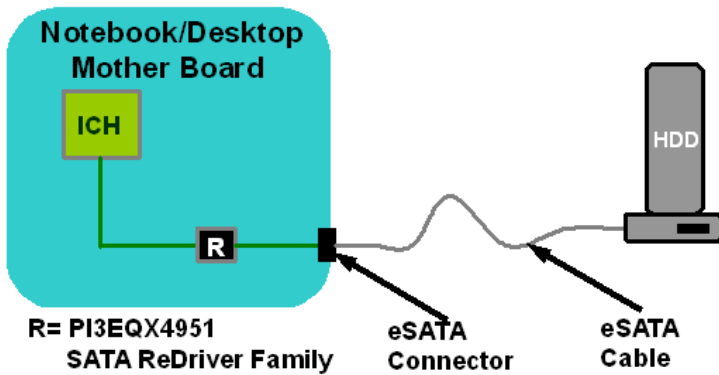 Notebook/Desktop
Mother Board
ICH
HDD
R
R= PI3EQX4951
SATA ReDriver Family
eSATA
Connector
eSATA
Cable